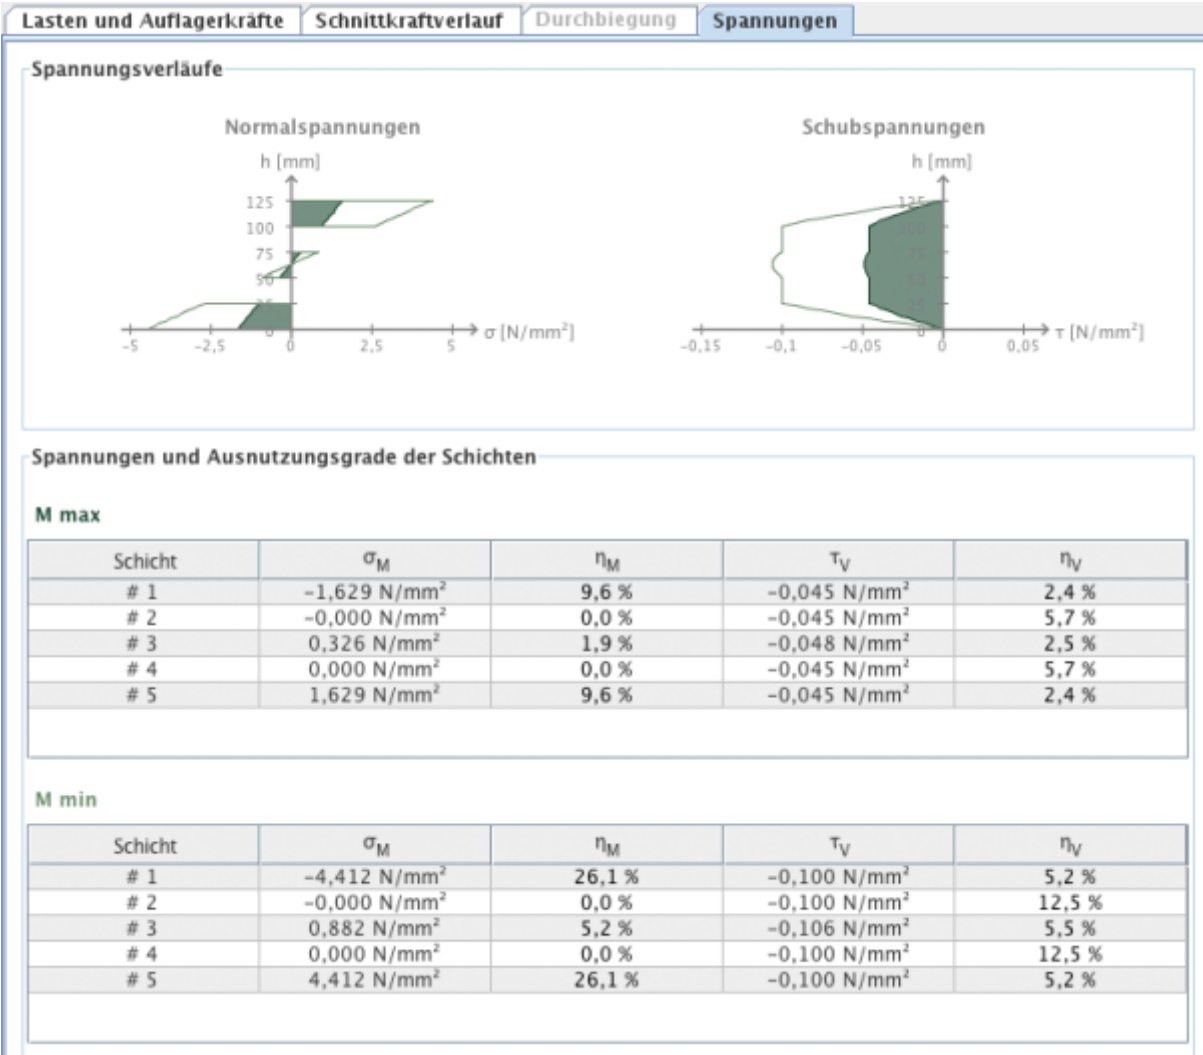 Lasten und Auflagerkräfte Schnittkraftverlauf Durchbiegung Spannungen
Spannungsverläufe
Normalspannungen Schubspannungen
h [mm] h [mm]
125 125
100 100
75 75
50 50
25 25
0 0
σ [N/mm²] τ [N/mm²]
-5 -2,5 0 2,5 5 -0,15 -0,1 -0,05 0 0,05
Spannungen und Ausnutzungsgrade der Schichten
M max
Schicht σM ηM τV ηV
# 1 -1,629 N/mm² 9,6 % -0,045 N/mm² 2,4 %
# 2 -0,000 N/mm² 0,0 % -0,045 N/mm² 5,7 %
# 3 0,326 N/mm² 1,9 % -0,048 N/mm² 2,5 %
# 4 0,000 N/mm² 0,0 % -0,045 N/mm² 5,7 %
# 5 1,629 N/mm² 9,6 % -0,045 N/mm² 2,4 %
M min
Schicht σM ηM τV ηV
# 1 -4,412 N/mm² 26,1 % -0,100 N/mm² 5,2 %
# 2 -0,000 N/mm² 0,0 % -0,100 N/mm² 12,5 %
# 3 0,882 N/mm² 5,2 % -0,106 N/mm² 5,5 %
# 4 0,000 N/mm² 0,0 % -0,100 N/mm² 12,5 %
# 5 4,412 N/mm² 26,1 % -0,100 N/mm² 5,2 %